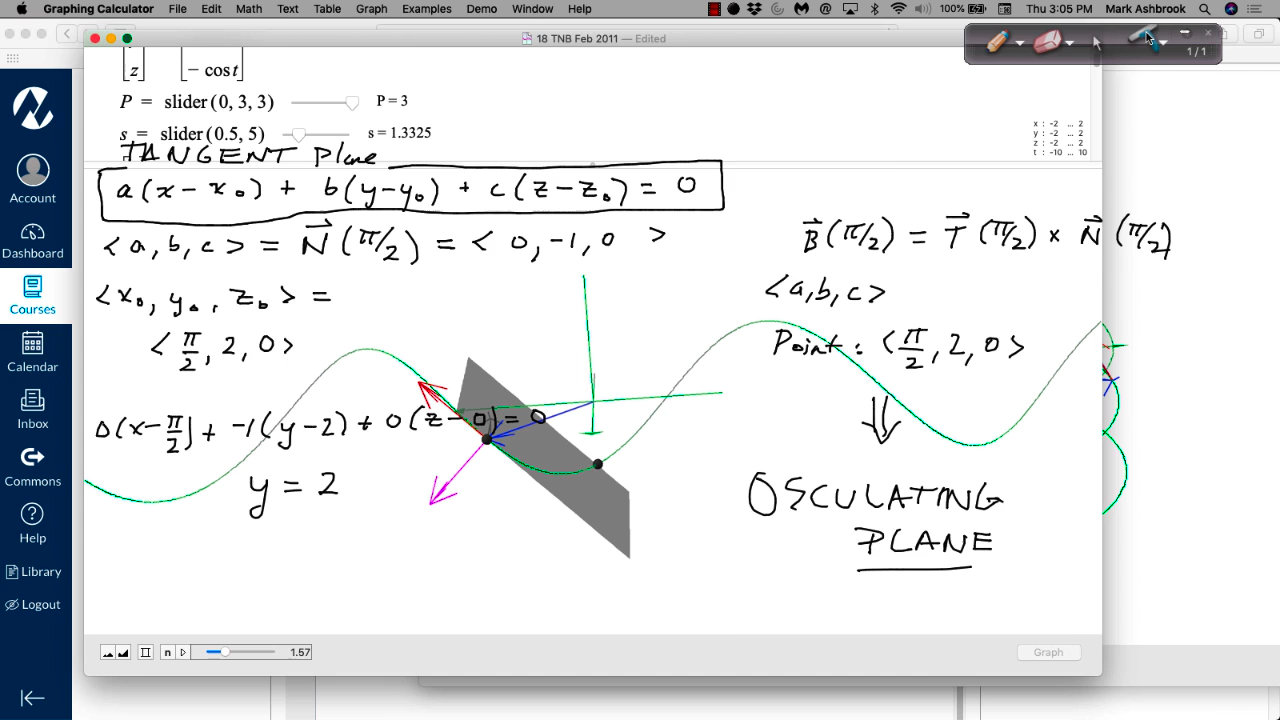 Graphing Calculator File Edit Math Text Table Graph Examples Demo Window Help 100% Thu 3:05 PM Mark Ashbrook
18 TNB Feb 2011 — Edited
1 / 1
[z] [− cos t]
P = slider (0, 3, 3) P = 3
s = slider (0.5, 5) s = 1.3325
x : -2 ... 2
y : -2 ... 2
z : -2 ... 2
t : -10 ... 10
TANGENT Plane
a(x − x₀) + b(y − y₀) + c(z − z₀) = 0
<a, b, c> = N⃗(π/2) = < 0, −1, 0 >
<x₀, y₀, z₀> =
<π/2, 2, 0>
0(x − π/2) + −1(y − 2) + 0(z − 0) = 0
y = 2
B⃗(π/2) = T⃗(π/2) × N⃗(π/2)
<a, b, c>
Point: <π/2, 2, 0>
⇓
OSCULATING
PLANE
n 1.57
Graph
Account
Dashboard
Courses
Calendar
Inbox
Commons
Help
Library
Logout